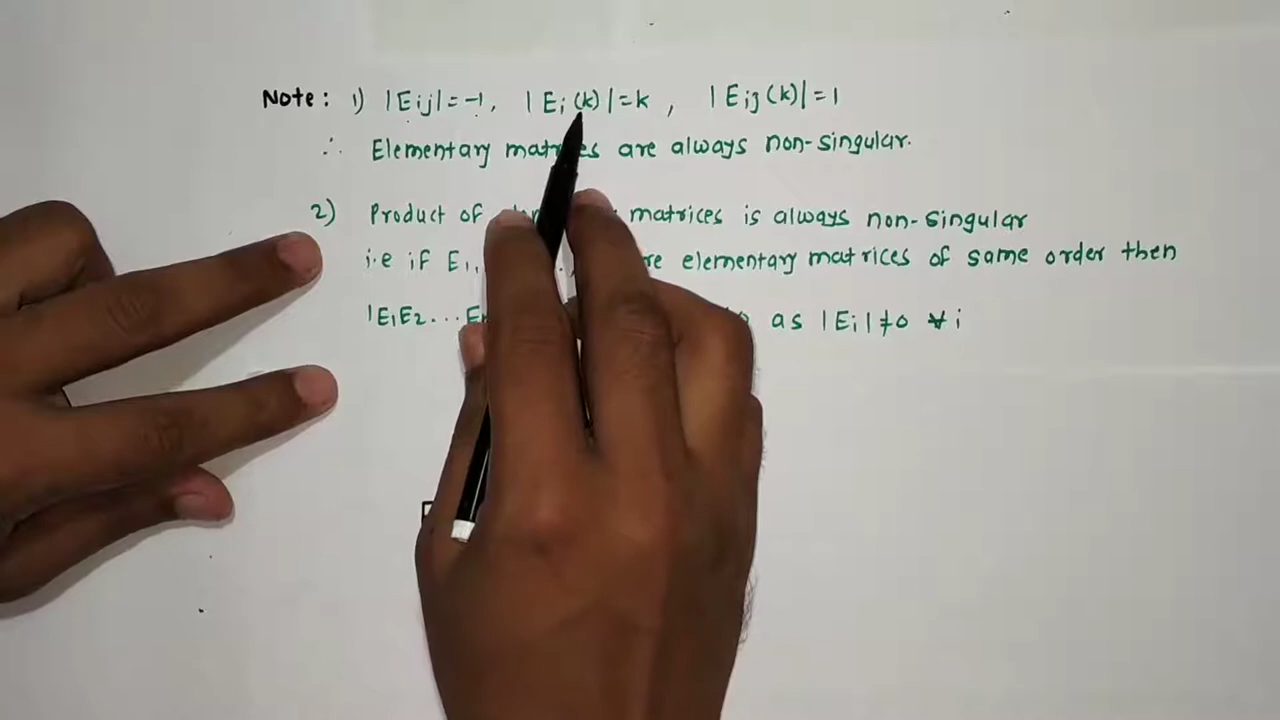 Note: 1) |Eij| = -1, |Ei(k)| = k, |Eij(k)| = 1
∴ Elementary matrices are always non-singular.
2) Product of matrices is always non-singular
i.e if E1, elementary matrices of same order then
|E1E2... as |Ei| ≠ 0 ∀ i